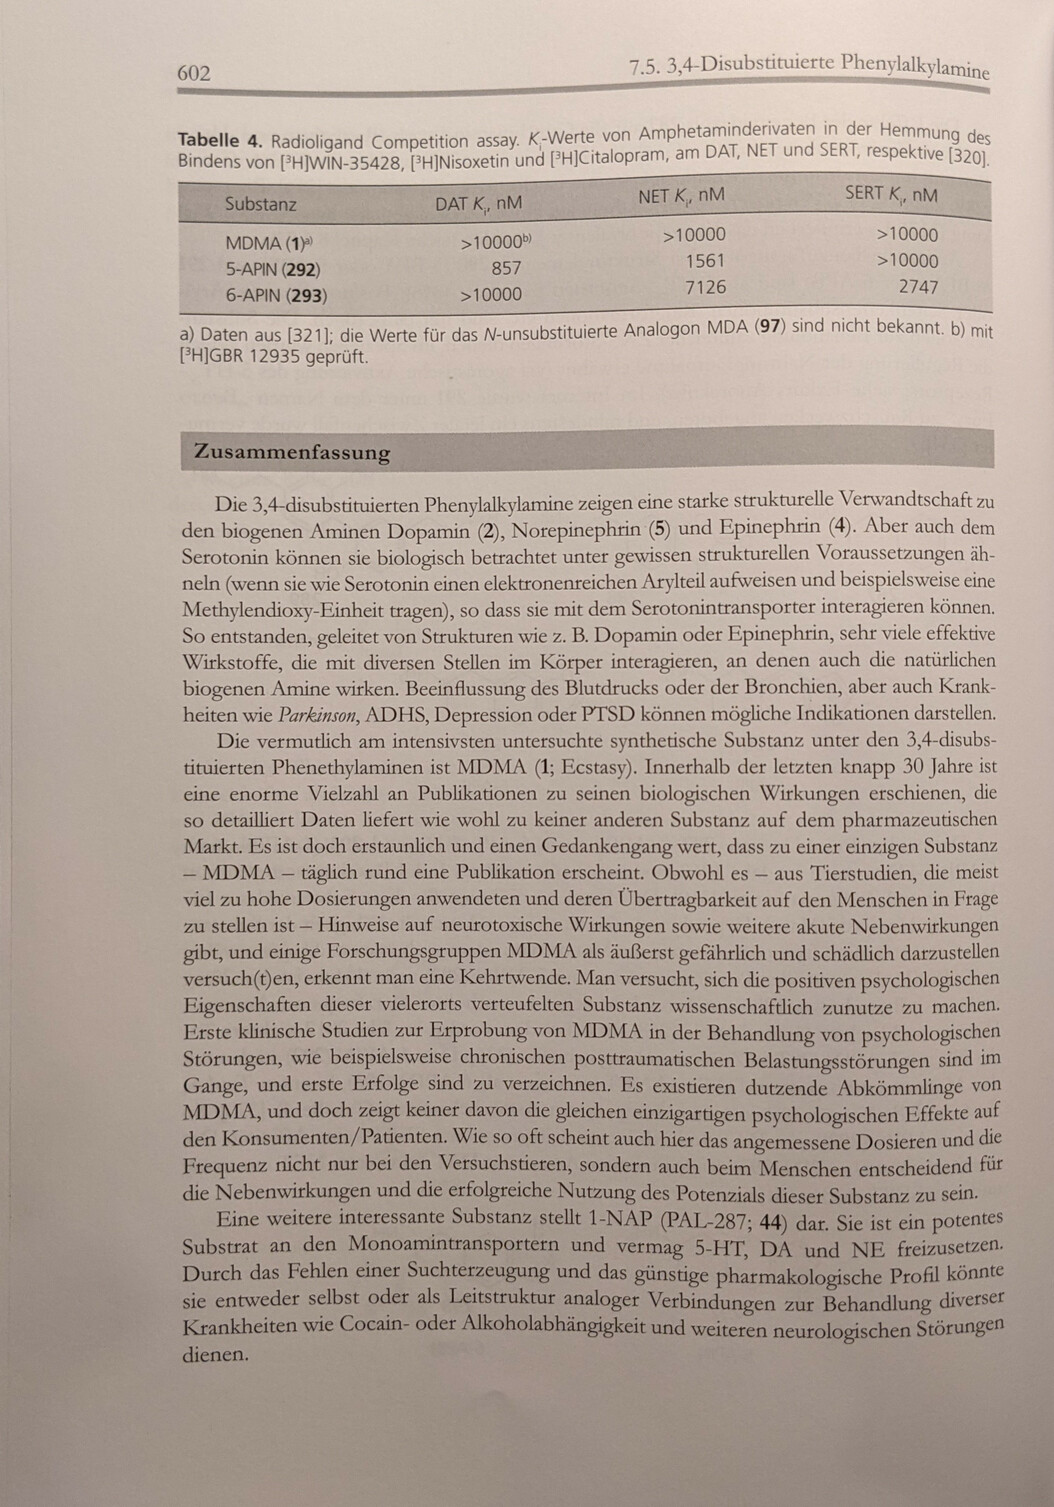 602
7.5. 3,4-Disubstituierte Phenylalkylamine
Tabelle 4. Radioligand Competition assay. Kᵢ-Werte von Amphetaminderivaten in der Hemmung des
Bindens von [³H]WIN-35428, [³H]Nisoxetin und [³H]Citalopram, am DAT, NET und SERT, respektive [320].
Substanz DAT Kᵢ, nM NET Kᵢ, nM SERT Kᵢ, nM
MDMA (1)a) >10000b) >10000 >10000
5-APIN (292) 857 1561 >10000
6-APIN (293) >10000 7126 2747
a) Daten aus [321]; die Werte für das N-unsubstituierte Analogon MDA (97) sind nicht bekannt. b) mit
[³H]GBR 12935 geprüft.
Zusammenfassung
Die 3,4-disubstituierten Phenylalkylamine zeigen eine starke strukturelle Verwandtschaft zu
den biogenen Aminen Dopamin (2), Norepinephrin (5) und Epinephrin (4). Aber auch dem
Serotonin können sie biologisch betrachtet unter gewissen strukturellen Voraussetzungen äh-
neln (wenn sie wie Serotonin einen elektronenreichen Arylteil aufweisen und beispielsweise eine
Methylendioxy-Einheit tragen), so dass sie mit dem Serotonintransporter interagieren können.
So entstanden, geleitet von Strukturen wie z. B. Dopamin oder Epinephrin, sehr viele effektive
Wirkstoffe, die mit diversen Stellen im Körper interagieren, an denen auch die natürlichen
biogenen Amine wirken. Beeinflussung des Blutdrucks oder der Bronchien, aber auch Krank-
heiten wie Parkinson, ADHS, Depression oder PTSD können mögliche Indikationen darstellen.
Die vermutlich am intensivsten untersuchte synthetische Substanz unter den 3,4-disubs-
tituierten Phenethylaminen ist MDMA (1; Ecstasy). Innerhalb der letzten knapp 30 Jahre ist
eine enorme Vielzahl an Publikationen zu seinen biologischen Wirkungen erschienen, die
so detailliert Daten liefert wie wohl zu keiner anderen Substanz auf dem pharmazeutischen
Markt. Es ist doch erstaunlich und einen Gedankengang wert, dass zu einer einzigen Substanz
– MDMA – täglich rund eine Publikation erscheint. Obwohl es – aus Tierstudien, die meist
viel zu hohe Dosierungen anwendeten und deren Übertragbarkeit auf den Menschen in Frage
zu stellen ist – Hinweise auf neurotoxische Wirkungen sowie weitere akute Nebenwirkungen
gibt, und einige Forschungsgruppen MDMA als äußerst gefährlich und schädlich darzustellen
versuch(t)en, erkennt man eine Kehrtwende. Man versucht, sich die positiven psychologischen
Eigenschaften dieser vielerorts verteufelten Substanz wissenschaftlich zunutze zu machen.
Erste klinische Studien zur Erprobung von MDMA in der Behandlung von psychologischen
Störungen, wie beispielsweise chronischen posttraumatischen Belastungsstörungen sind im
Gange, und erste Erfolge sind zu verzeichnen. Es existieren dutzende Abkömmlinge von
MDMA, und doch zeigt keiner davon die gleichen einzigartigen psychologischen Effekte auf
den Konsumenten/Patienten. Wie so oft scheint auch hier das angemessene Dosieren und die
Frequenz nicht nur bei den Versuchstieren, sondern auch beim Menschen entscheidend für
die Nebenwirkungen und die erfolgreiche Nutzung des Potenzials dieser Substanz zu sein.
Eine weitere interessante Substanz stellt 1-NAP (PAL-287; 44) dar. Sie ist ein potentes
Substrat an den Monoamintransportern und vermag 5-HT, DA und NE freizusetzen.
Durch das Fehlen einer Suchterzeugung und das günstige pharmakologische Profil könnte
sie entweder selbst oder als Leitstruktur analoger Verbindungen zur Behandlung diverser
Krankheiten wie Cocain- oder Alkoholabhängigkeit und weiteren neurologischen Störungen
dienen.